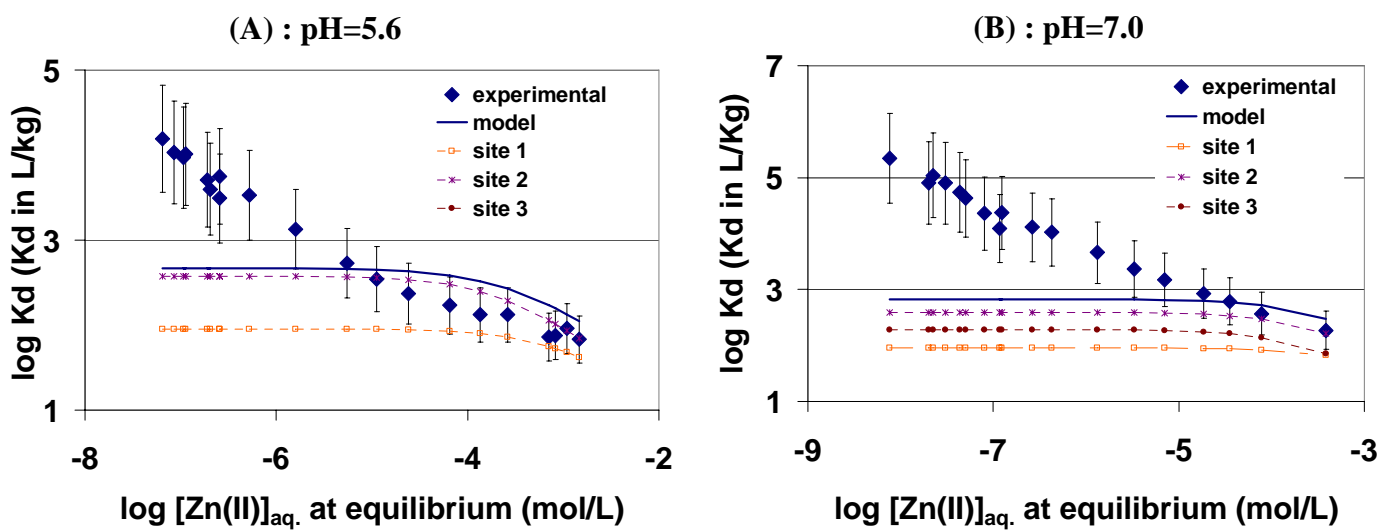 (A) : pH=5.6
5
3
1
log Kd (Kd in L/kg)
experimental
model
site 1
site 2
site 3
-8
-6
-4
-2
log [Zn(II)]aq. at equilibrium (mol/L)
(B) : pH=7.0
7
5
3
1
log Kd (Kd in L/Kg)
experimental
model
site 1
site 2
site 3
-9
-7
-5
-3
log [Zn(II)]aq. at equilibrium (mol/L)